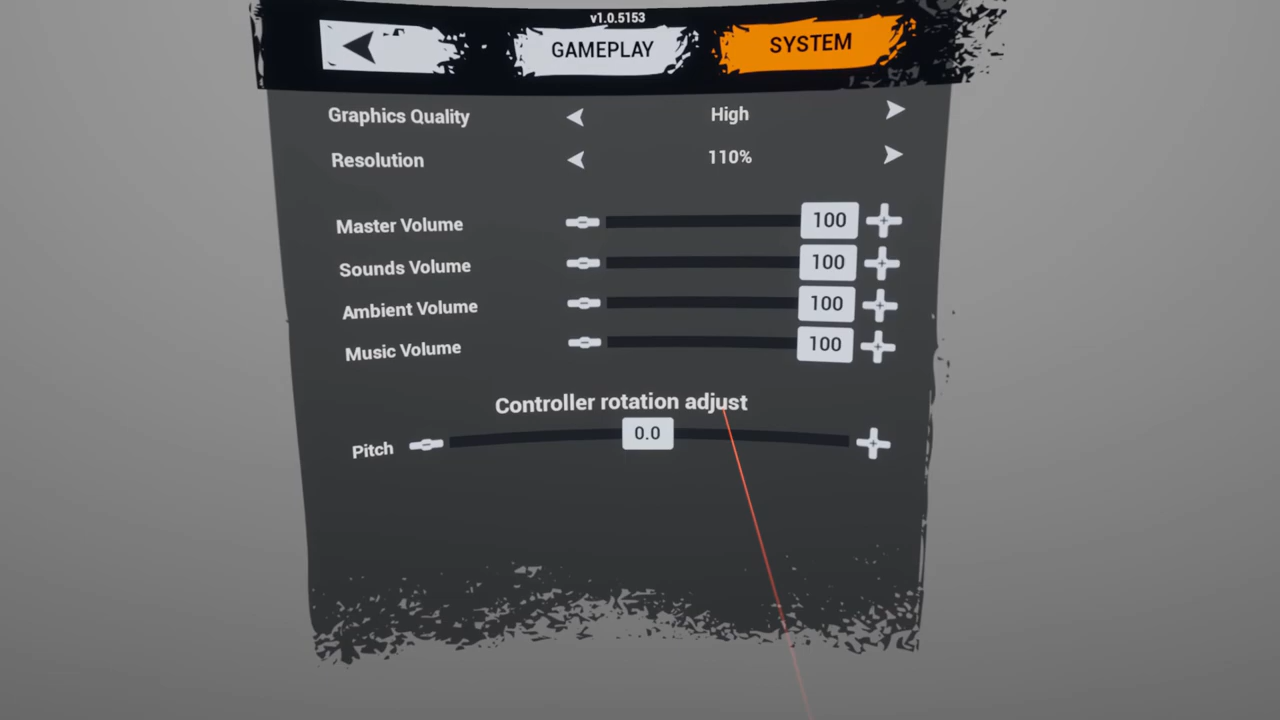 v1.0.5153
GAMEPLAY
SYSTEM
Graphics Quality High
Resolution 110%
Master Volume 100
Sounds Volume 100
Ambient Volume 100
Music Volume 100
Controller rotation adjust
Pitch 0.0